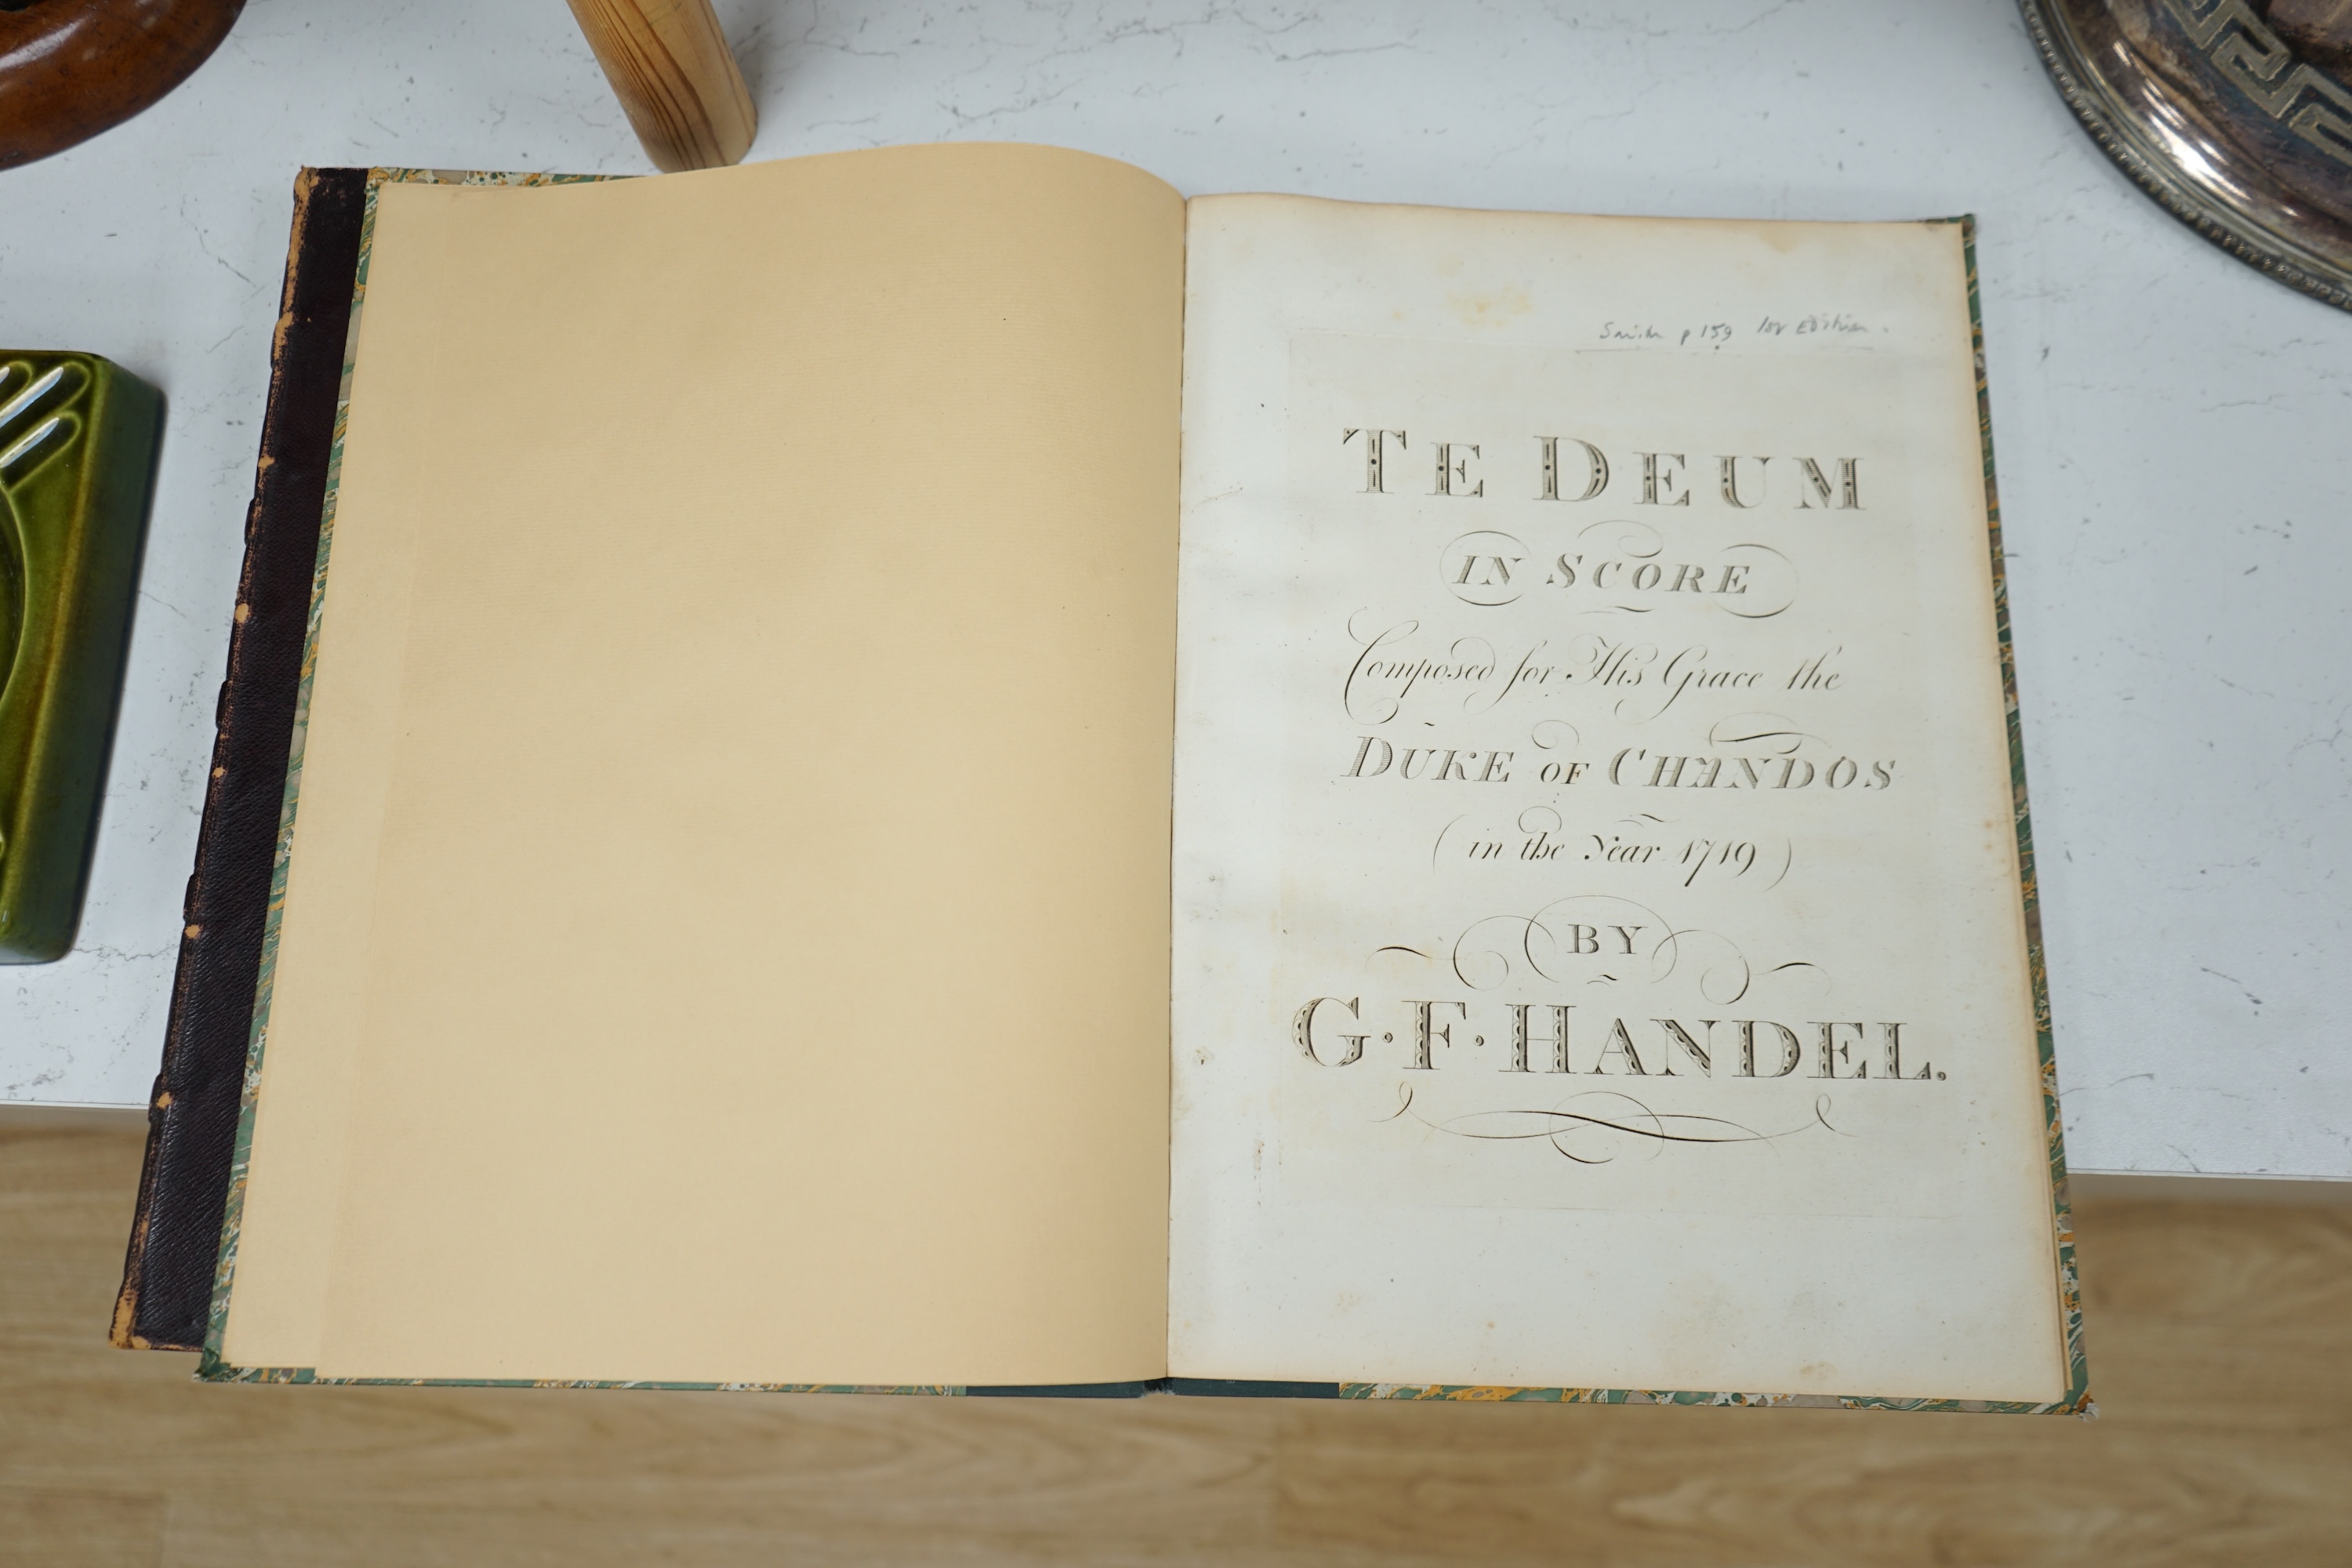 Smith p 159 1st Edition.
TE DEUM
IN SCORE
Composed for His Grace the
DUKE OF CHANDOS
(in the Year 1719)
BY
G·F·HANDEL.